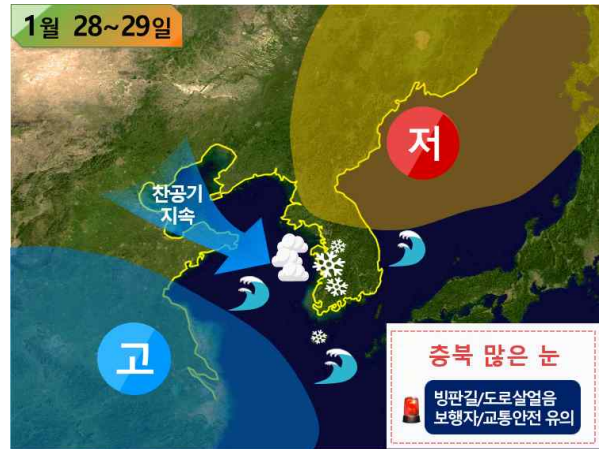 1월 28~29일
저
찬공기
지속
고
충북 많은 눈
빙판길/도로살얼음
보행자/교통안전 유의